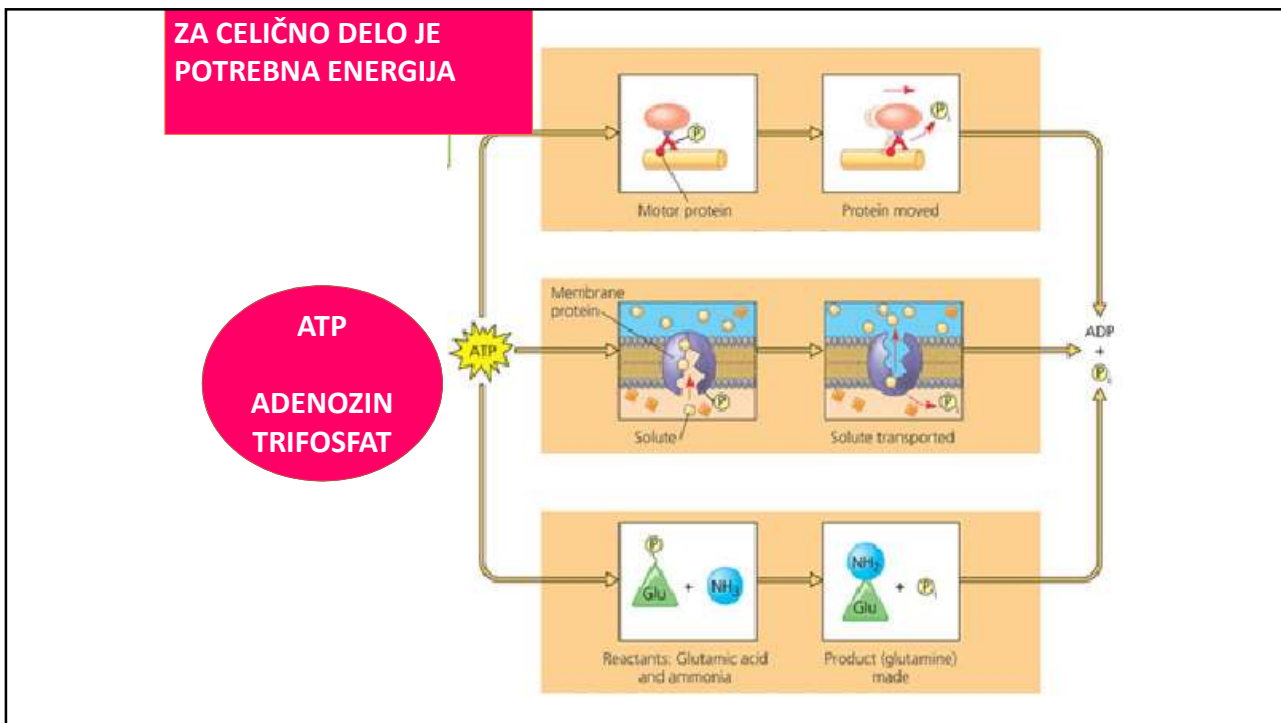 ZA CELIČNO DELO JE
POTREBNA ENERGIJA
P
P i
Motor protein
Protein moved
ATP
ADENOZIN
TRIFOSFAT
ATP
Membrane
protein
P
P i
Solute
Solute transported
ADP
+
P i
P
Glu
+
NH₃
NH₂
Glu
+
P i
Reactants: Glutamic acid
and ammonia
Product (glutamine)
made